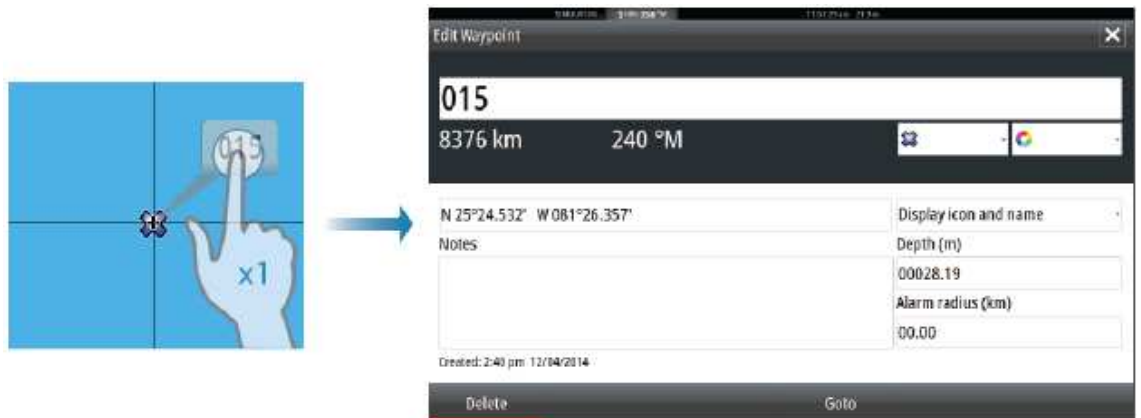 Edit Waypoint
015
x1
015
8376 km 240 °M
N 25°24.532' W 081°26.357' Display icon and name
Notes Depth (m)
00028.19
Alarm radius (km)
00.00
Created: 2:40 pm 12/04/2014
Delete Goto